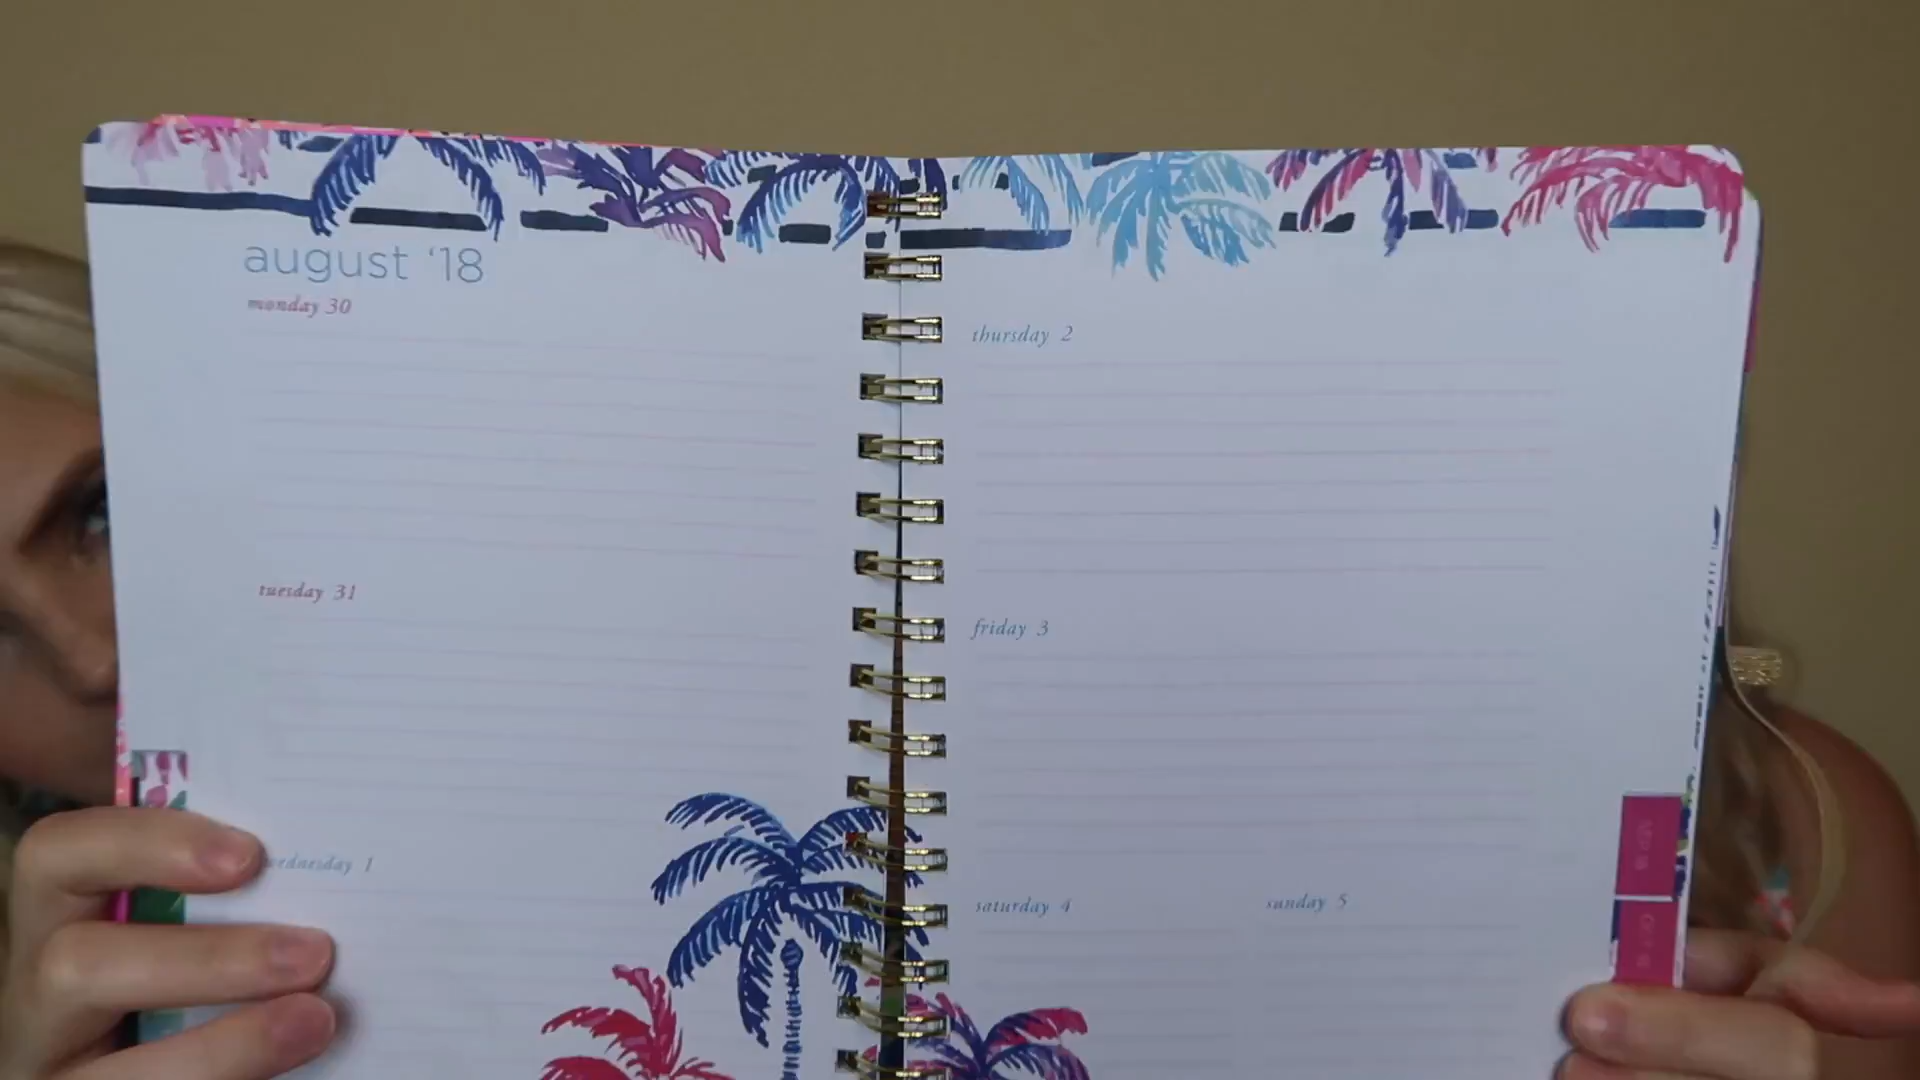 august '18
monday 30
tuesday 31
wednesday 1
thursday 2
friday 3
saturday 4
sunday 5